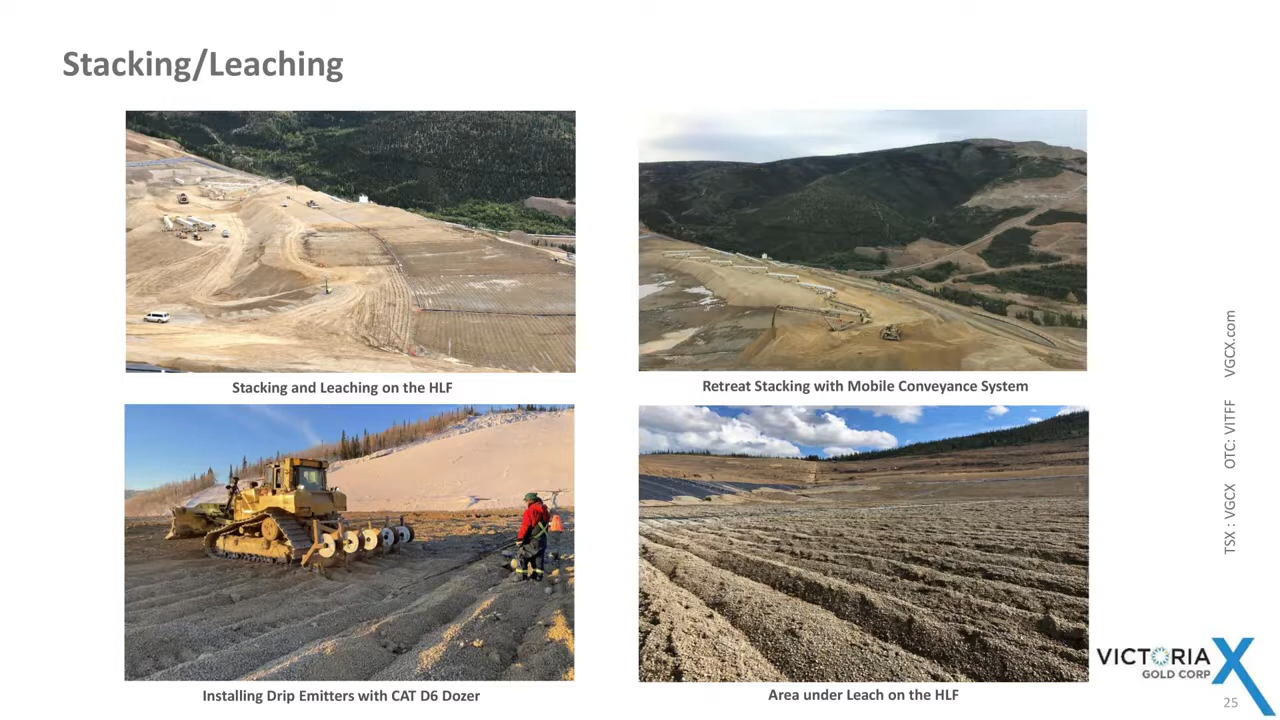 Stacking/Leaching
Stacking and Leaching on the HLF
Retreat Stacking with Mobile Conveyance System
Installing Drip Emitters with CAT D6 Dozer
Area under Leach on the HLF
TSX : VGCX OTC: VITFF VGCX.com
VICTORIA
GOLD CORP
X
25